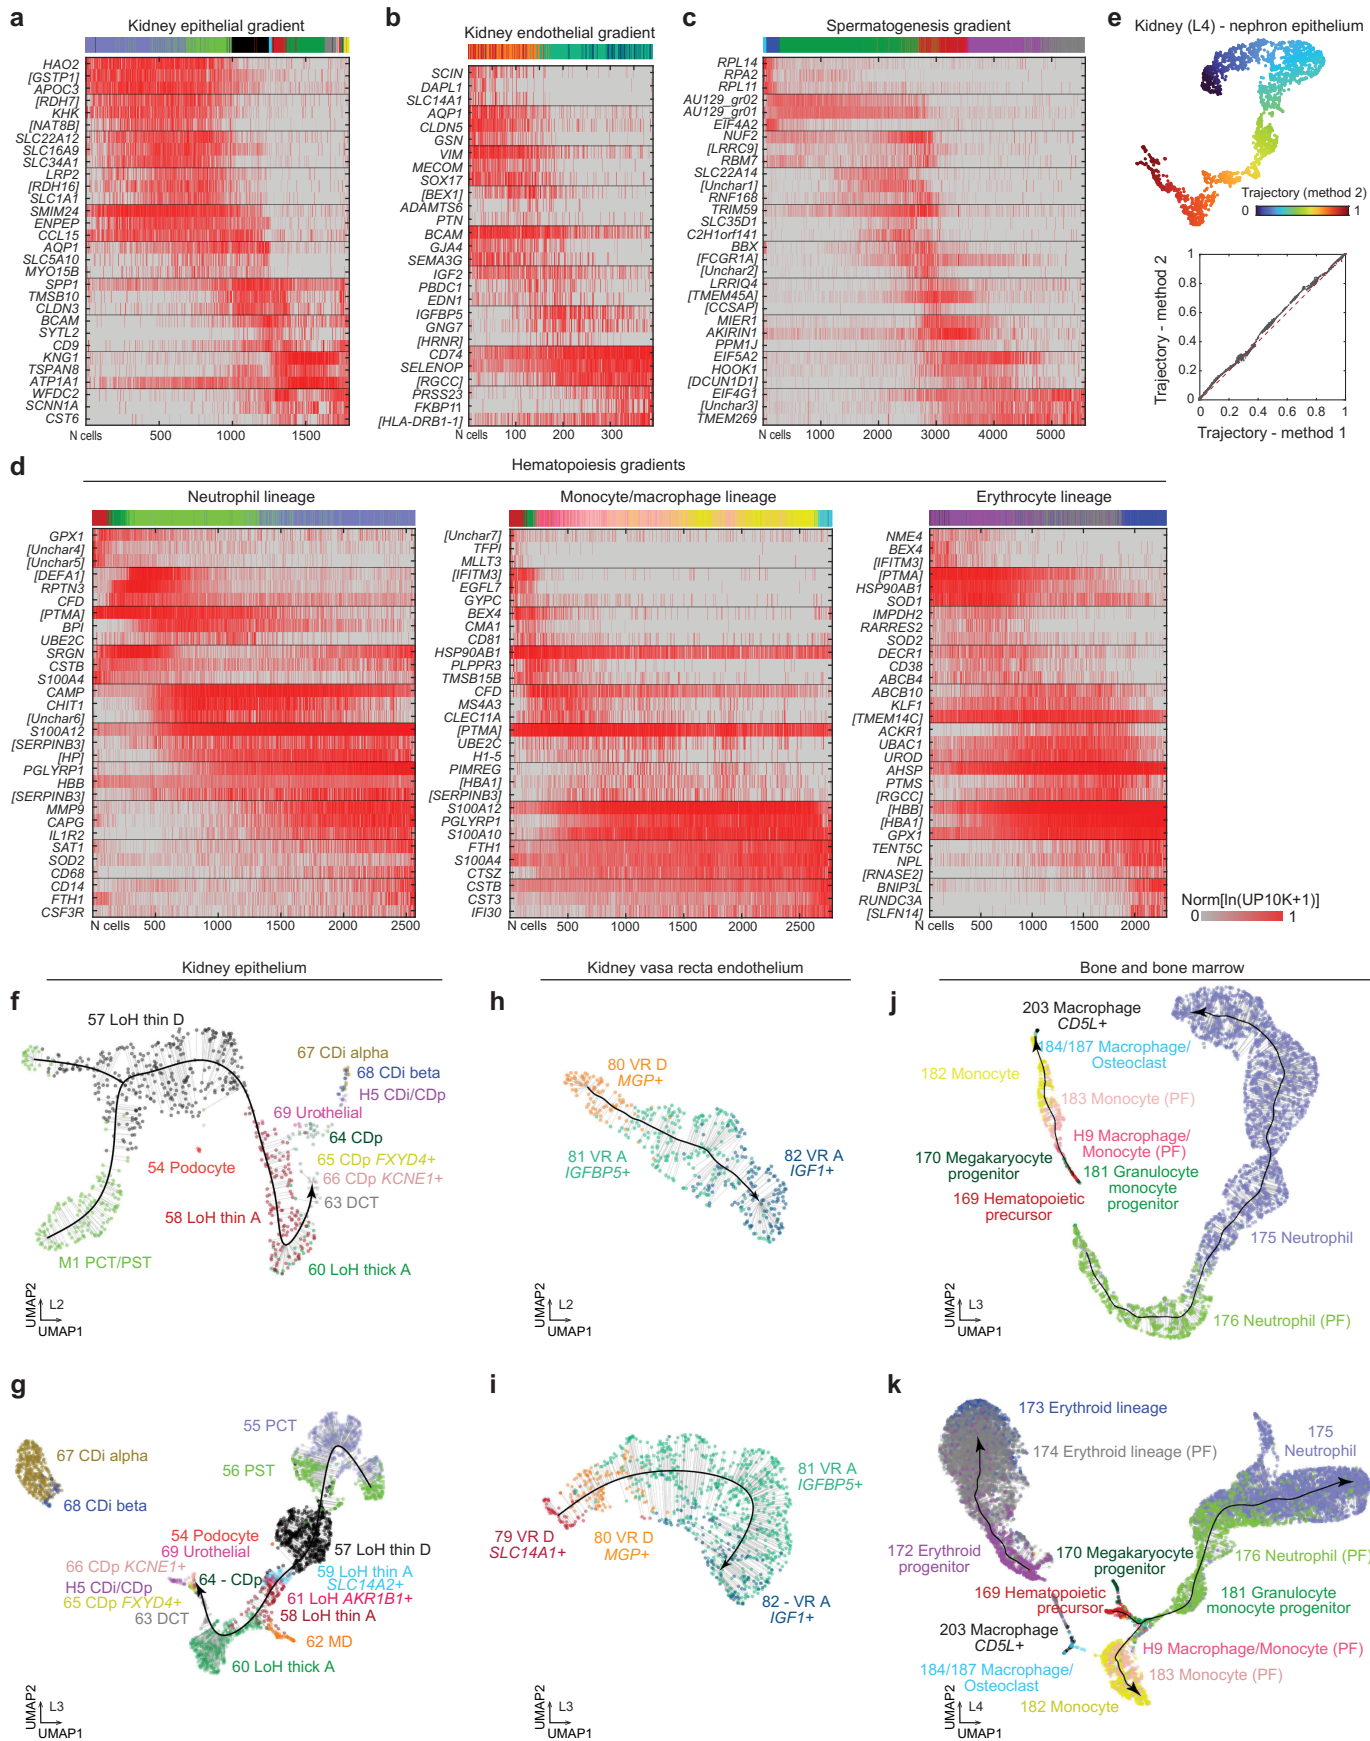 a
Kidney epithelial gradient
HAO2
[GSTP1]
APOC3
[RDH7]
KHK
[NAT8B]
SLC22A12
SLC16A9
SLC34A1
LRP2
[RDH16]
SLC1A1
SMIM24
ENPEP
CCL15
AQP1
SLC5A10
MYO15B
SPP1
TMSB10
CLDN3
BCAM
SYTL2
CD9
KNG1
TSPAN8
ATP1A1
WFDC2
SCNN1A
CST6
N cells 500 1000 1500
b
Kidney endothelial gradient
SCIN
DAPL1
SLC14A1
AQP1
CLDN5
GSN
VIM
MECOM
SOX17
[BEX1]
ADAMTS6
PTN
BCAM
GJA4
SEMA3G
IGF2
PBDC1
EDN1
IGFBP5
GNG7
[HRNR]
CD74
SELENOP
[RGCC]
PRSS23
FKBP11
[HLA-DRB1-1]
N cells 100 200 300
c
Spermatogenesis gradient
RPL14
RPA2
RPL11
AU129_gr02
AU129_gr01
EIF4A2
NUF2
[LRRC9]
RBM7
SLC22A14
[Unchar1]
RNF168
TRIM59
SLC35D1
C2H1orf141
BBX
[FCGR1A]
[Unchar2]
LRRIQ4
[TMEM45A]
[CCSAP]
MIER1
AKIRIN1
PPM1J
EIF5A2
HOOK1
[DCUN1D1]
EIF4G1
[Unchar3]
TMEM269
N cells 1000 2000 3000 4000 5000
e
Kidney (L4) - nephron epithelium
Trajectory (method 2)
0 1
Trajectory - method 2
1
0.8
0.6
0.4
0.2
0
0 0.2 0.4 0.6 0.8 1
Trajectory - method 1
d
Hematopoiesis gradients
Neutrophil lineage
GPX1
[Unchar4]
[Unchar5]
[DEFA1]
RPTN3
CFD
[PTMA]
BPI
UBE2C
SRGN
CSTB
S100A4
CAMP
CHIT1
[Unchar6]
S100A12
[SERPINB3]
[HP]
PGLYRP1
HBB
[SERPINB3]
MMP9
CAPG
IL1R2
SAT1
SOD2
CD68
CD14
FTH1
CSF3R
N cells 500 1000 1500 2000 2500
Monocyte/macrophage lineage
[Unchar7]
TFPI
MLLT3
[IFITM3]
EGFL7
GYPC
BEX4
CMA1
CD81
HSP90AB1
PLPPR3
TMSB15B
CFD
MS4A3
CLEC11A
[PTMA]
UBE2C
H1-5
PIMREG
[HBA1]
[SERPINB3]
S100A12
PGLYRP1
S100A10
FTH1
S100A4
CTSZ
CSTB
CST3
IFI30
N cells 500 1000 1500 2000 2500
Erythrocyte lineage
NME4
BEX4
[IFITM3]
[PTMA]
HSP90AB1
SOD1
IMPDH2
RARRES2
SOD2
DECR1
CD38
ABCB4
ABCB10
KLF1
[TMEM14C]
ACKR1
UBAC1
UROD
AHSP
PTMS
[RGCC]
[HBB]
[HBA1]
GPX1
TENT5C
NPL
[RNASE2]
BNIP3L
RUNDC3A
[SLFN14]
N cells 500 1000 1500 2000
Norm[ln(UP10K+1)]
0 1
Kidney epithelium
f
57 LoH thin D
67 CDi alpha
68 CDi beta
H5 CDi/CDp
69 Urothelial
64 CDp
54 Podocyte
65 CDp FXYD4+
66 CDp KCNE1+
63 DCT
58 LoH thin A
M1 PCT/PST
60 LoH thick A
UMAP2
L2
UMAP1
Kidney vasa recta endothelium
h
80 VR D
MGP+
81 VR A
IGFBP5+
82 VR A
IGF1+
UMAP2
L2
UMAP1
Bone and bone marrow
j
203 Macrophage
CD5L+
184/187 Macrophage/
Osteoclast
182 Monocyte
183 Monocyte (PF)
H9 Macrophage/
Monocyte (PF)
170 Megakaryocyte
progenitor
181 Granulocyte
monocyte
progenitor
169 Hematopoietic
precursor
175 Neutrophil
176 Neutrophil (PF)
UMAP2
L3
UMAP1
g
55 PCT
67 CDi alpha
56 PST
68 CDi beta
54 Podocyte
69 Urothelial
57 LoH thin D
66 CDp KCNE1+
64 - CDp
59 LoH thin A
SLC14A2+
H5 CDi/CDp
65 CDp FXYD4+
61 LoH AKR1B1+
63 DCT
58 LoH thin A
62 MD
60 LoH thick A
UMAP2
L3
UMAP1
i
81 VR A
IGFBP5+
79 VR D
SLC14A1+
80 VR D
MGP+
82 - VR A
IGF1+
UMAP2
L3
UMAP1
k
173 Erythroid lineage
174 Erythroid lineage (PF)
175
Neutrophil
172 Erythroid
progenitor
170 Megakaryocyte
progenitor
176 Neutrophil (PF)
169 Hematopoietic
precursor
181 Granulocyte
monocyte progenitor
203 Macrophage
CD5L+
H9 Macrophage/Monocyte (PF)
184/187 Macrophage/
Osteoclast
183 Monocyte (PF)
182 Monocyte
UMAP2
L4
UMAP1